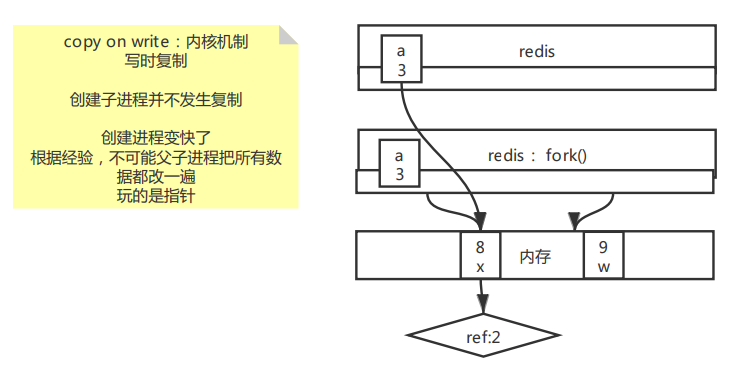 copy on write：内核机制
写时复制
创建子进程并不发生复制
创建进程变快了
根据经验，不可能父子进程把所有数
据都改一遍
玩的是指针
a
3
redis
a
3
redis： fork()
8
x
内存
9
w
ref:2